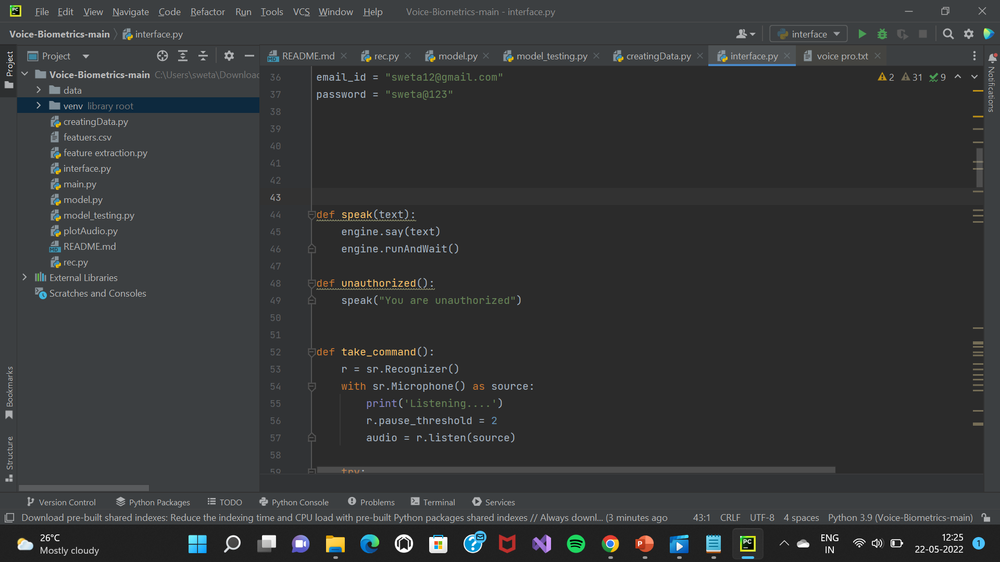 File Edit View Navigate Code Refactor Run Tools VCS Window Help Voice-Biometrics-main - interface.py
Voice-Biometrics-main interface.py interface
Project
README.md rec.py model.py model_testing.py creatingData.py interface.py voice pro.txt
Project
Notifications
Bookmarks
Structure
Voice-Biometrics-main C:\Users\sweta\Downloac
data
venv library root
creatingData.py
featuers.csv
feature extraction.py
interface.py
main.py
model.py
model_testing.py
plotAudio.py
README.md
rec.py
External Libraries
Scratches and Consoles
2 31 9
36 email_id = "sweta12@gmail.com"
37 password = "sweta@123"
38
39
40
41
42
43
44 def speak(text):
45 engine.say(text)
46 engine.runAndWait()
47
48 def unauthorized():
49 speak("You are unauthorized")
50
51
52 def take_command():
53 r = sr.Recognizer()
54 with sr.Microphone() as source:
55 print('Listening....')
56 r.pause_threshold = 2
57 audio = r.listen(source)
58
59 try:
Version Control Python Packages TODO Python Console Problems Terminal Services
Download pre-built shared indexes: Reduce the indexing time and CPU load with pre-built Python packages shared indexes // Always downl... (3 minutes ago 43:1 CRLF UTF-8 4 spaces Python 3.9 (Voice-Biometrics-main)
26°C
Mostly cloudy
ENG
IN
12:25
22-05-2022
1